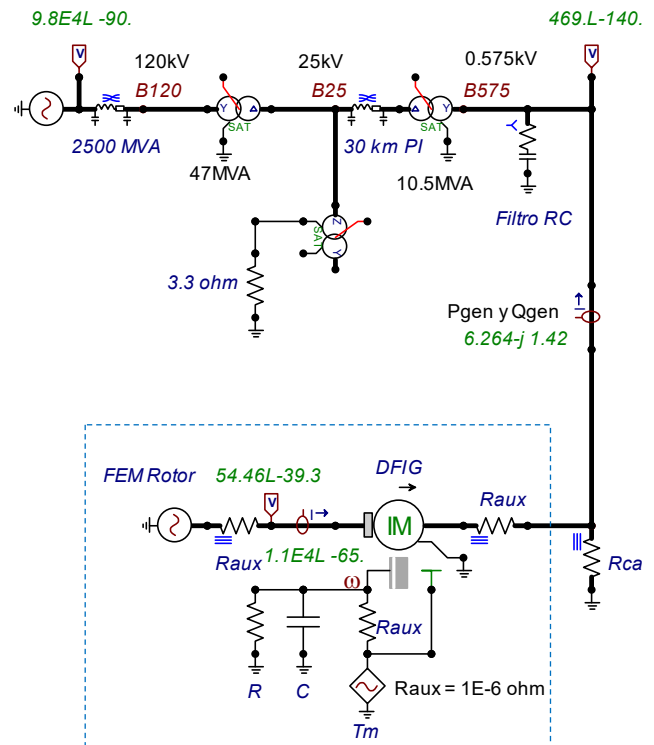 9.8E4L -90.
469.L-140.
V
V
120kV
25kV
0.575kV
B120
B25
B575
Y
Δ
SAT
Δ
Y
SAT
2500 MVA
30 km PI
Y
47MVA
10.5MVA
Filtro RC
Z
SAT
Y
3.3 ohm
Pgen y Qgen
I
6.264-j 1.42
FEM Rotor
54.46L-39.3
DFIG
V
I
IM
Raux
Raux
1.1E4L -65.
Rca
ω
Raux
R
C
Raux = 1E-6 ohm
Tm